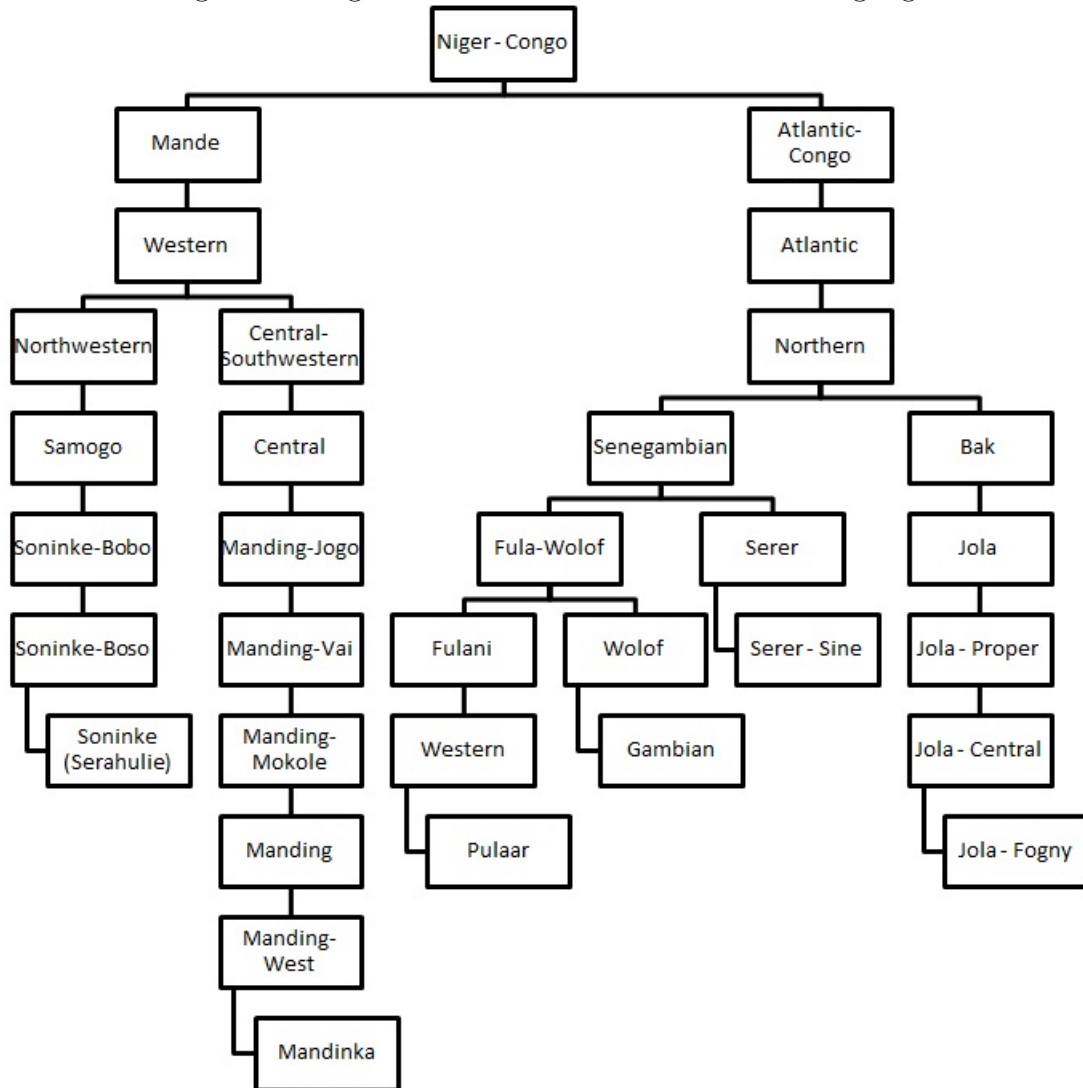 Niger - Congo
Mande
Atlantic-
Congo
Western
Atlantic
Northwestern
Central-
Southwestern
Northern
Samogo
Central
Senegambian
Bak
Soninke-Bobo
Manding-Jogo
Fula-Wolof
Serer
Jola
Soninke-Boso
Manding-Vai
Fulani
Wolof
Serer - Sine
Jola - Proper
Soninke
(Serahulie)
Manding-
Mokole
Western
Gambian
Jola - Central
Manding
Pulaar
Jola - Fogny
Manding-
West
Mandinka